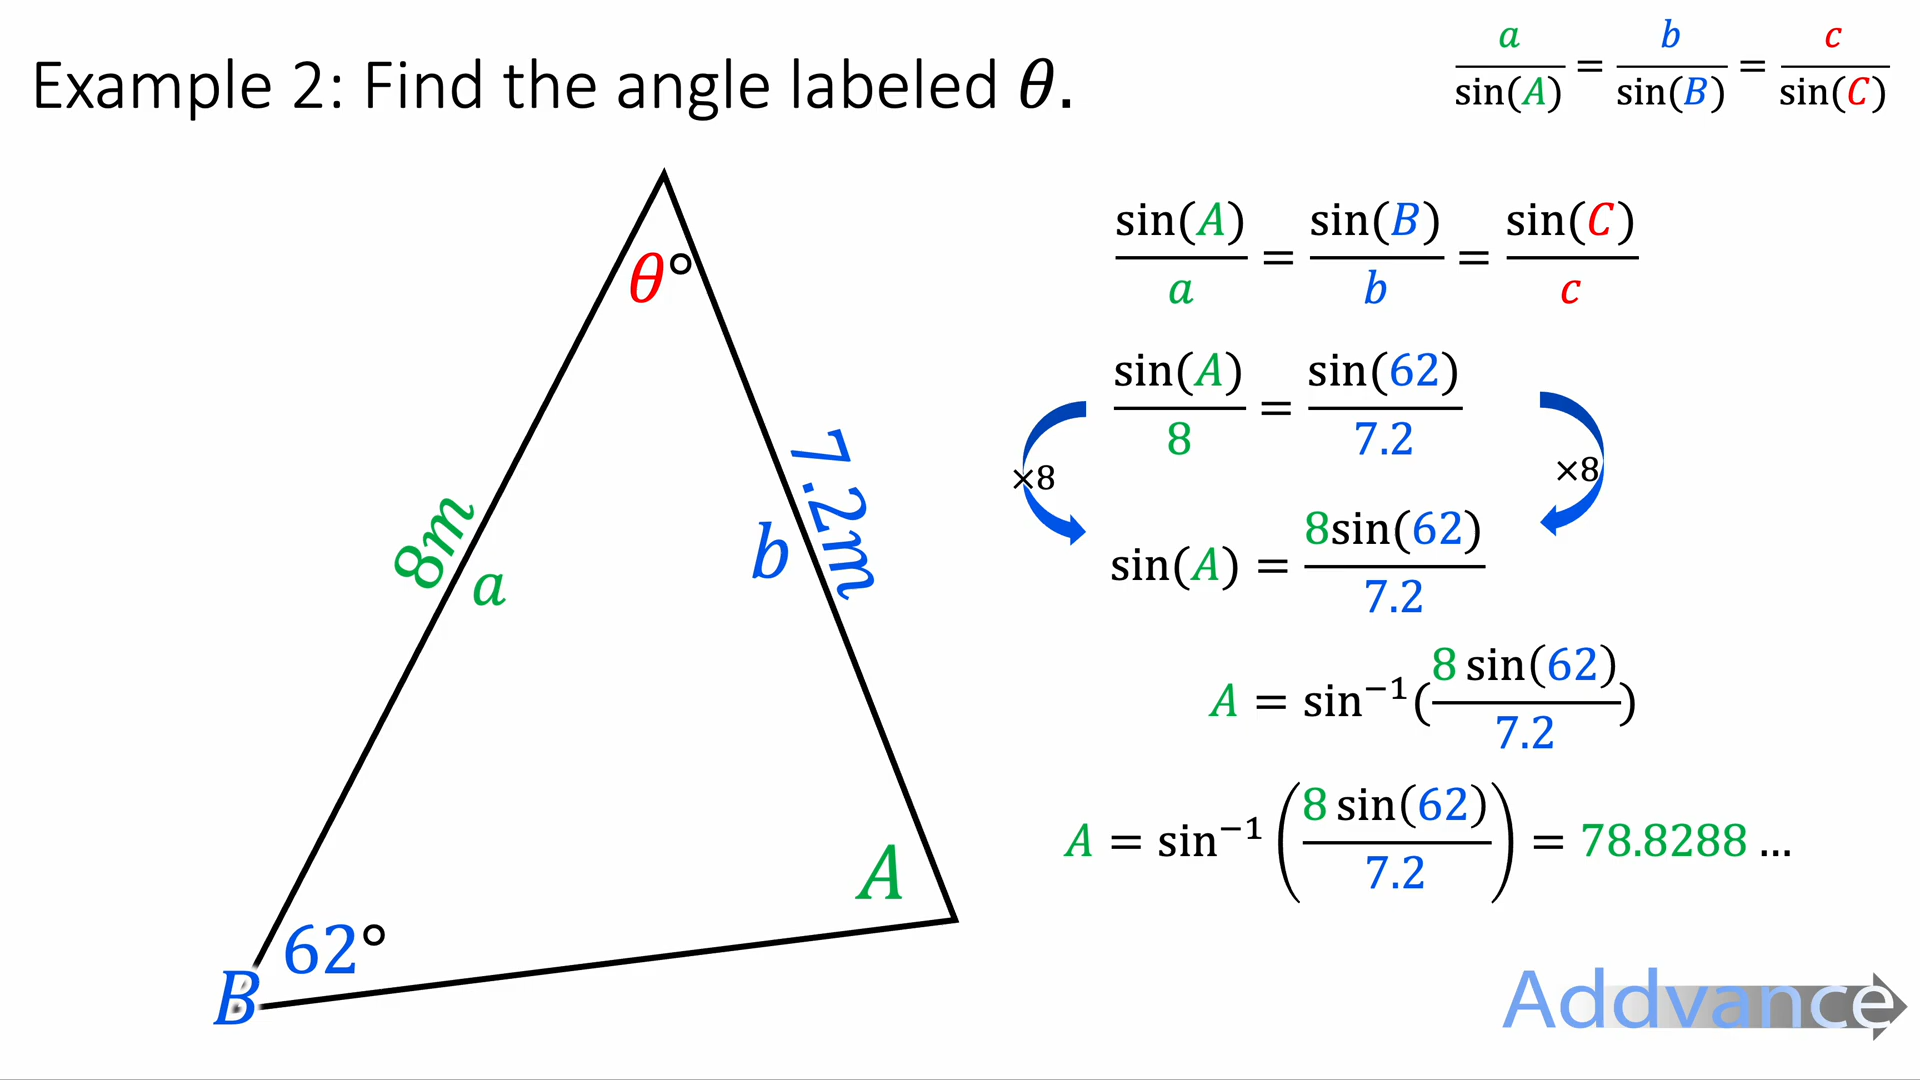 Example 2: Find the angle labeled θ.
a/sin(A) = b/sin(B) = c/sin(C)
sin(A)/a = sin(B)/b = sin(C)/c
sin(A)/8 = sin(62)/7.2
×8
×8
sin(A) = 8sin(62)/7.2
A = sin⁻¹(8 sin(62)/7.2)
A = sin⁻¹(8 sin(62)/7.2) = 78.8288 ...
θ°
8m
a
b
7.2m
A
62°
B
Addvance